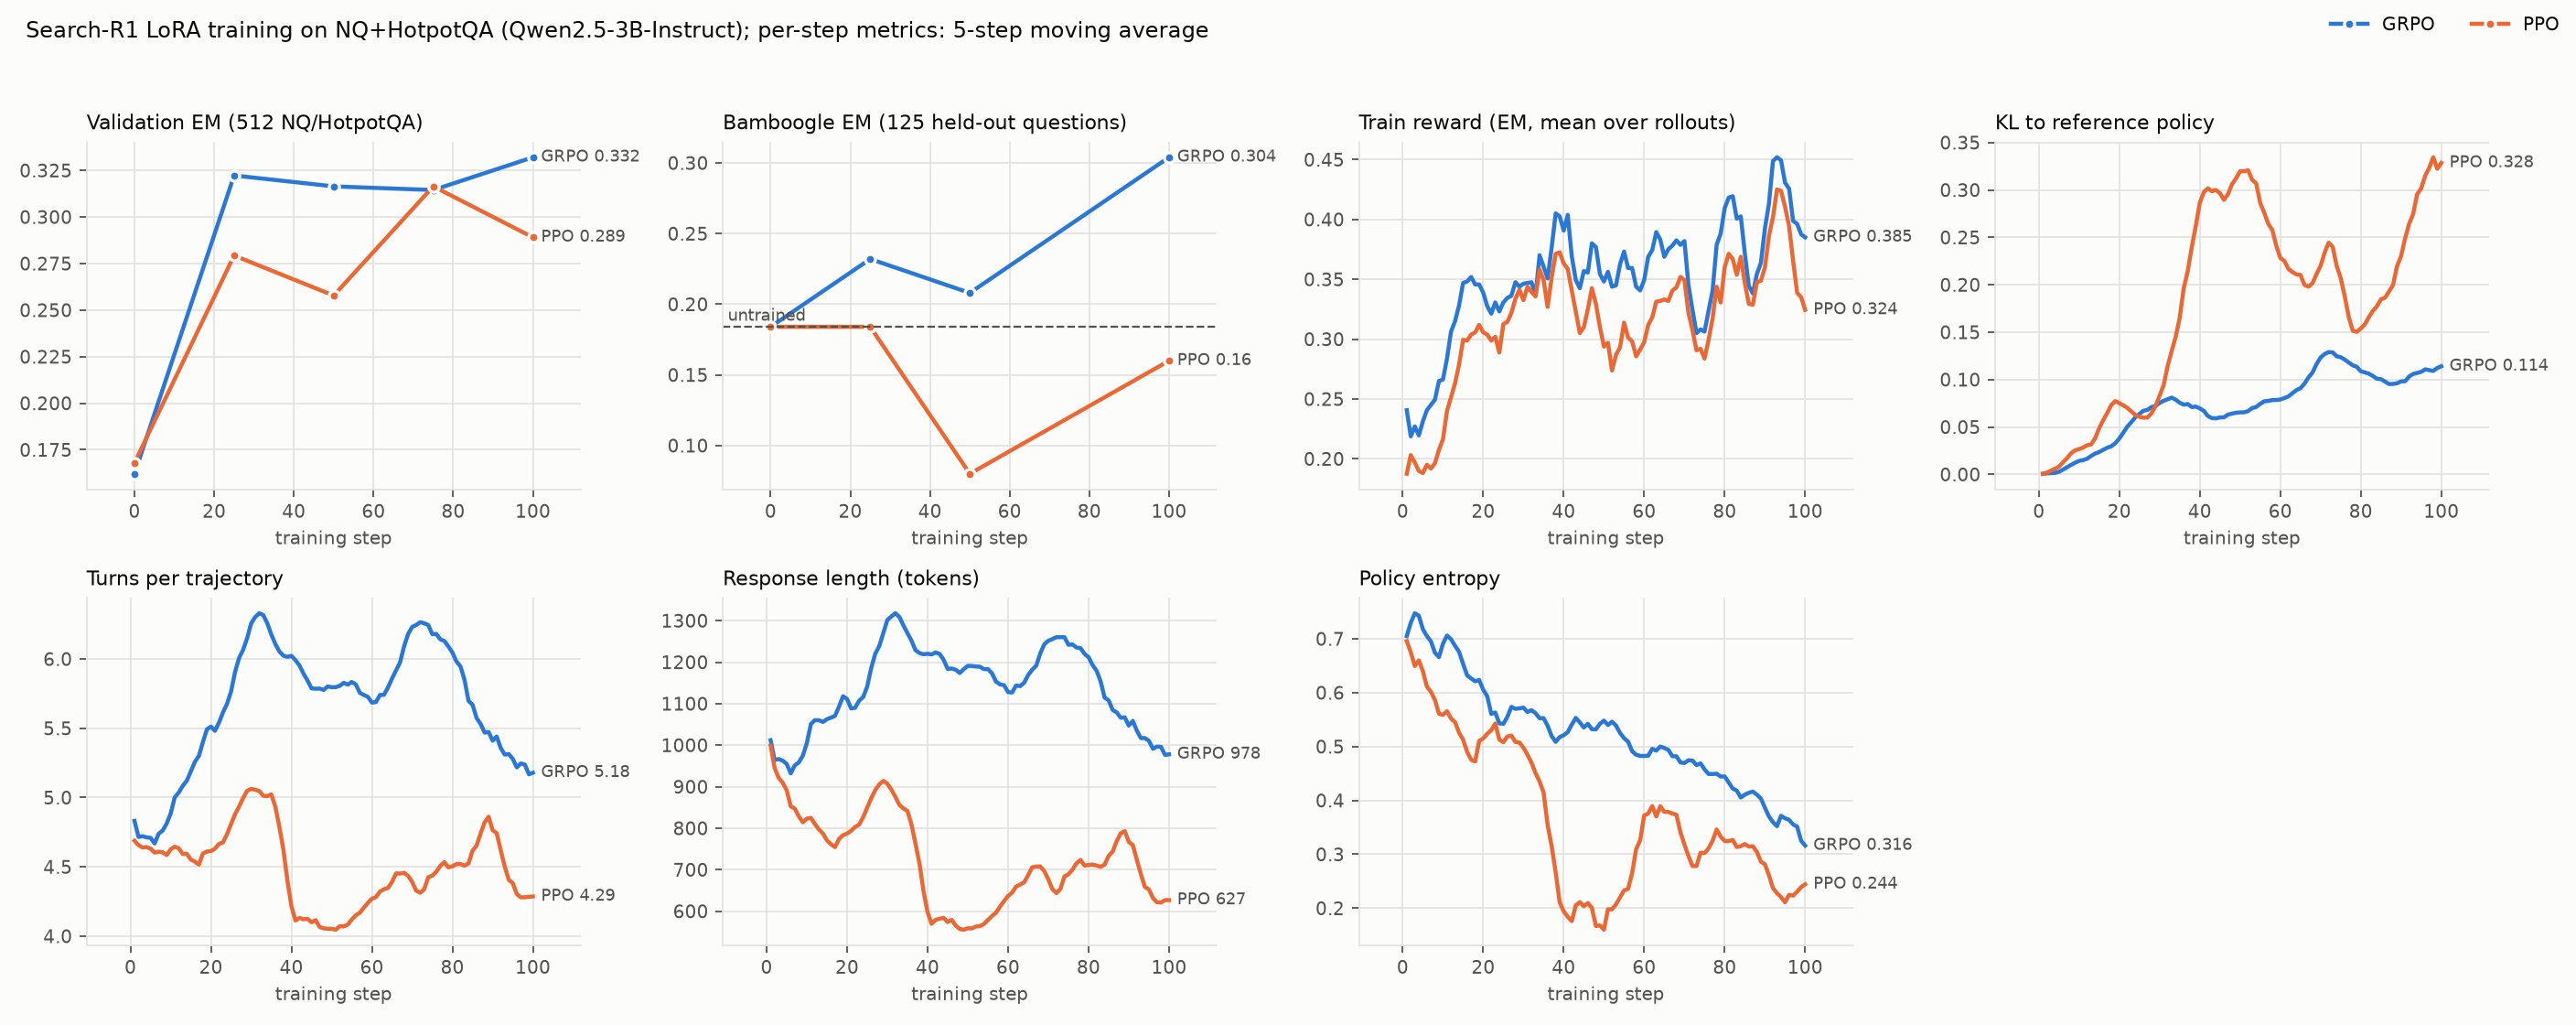 Search-R1 LoRA training on NQ+HotpotQA (Qwen2.5-3B-Instruct); per-step metrics: 5-step moving average
GRPO
PPO
Validation EM (512 NQ/HotpotQA)
0.325
0.300
0.275
0.250
0.225
0.200
0.175
GRPO 0.332
PPO 0.289
0
20
40
60
80
100
training step
Bamboogle EM (125 held-out questions)
0.30
0.25
0.20
0.15
0.10
untrained
GRPO 0.304
PPO 0.16
0
20
40
60
80
100
training step
Train reward (EM, mean over rollouts)
0.45
0.40
0.35
0.30
0.25
0.20
GRPO 0.385
PPO 0.324
0
20
40
60
80
100
training step
KL to reference policy
0.35
0.30
0.25
0.20
0.15
0.10
0.05
0.00
PPO 0.328
GRPO 0.114
0
20
40
60
80
100
training step
Turns per trajectory
6.0
5.5
5.0
4.5
4.0
GRPO 5.18
PPO 4.29
0
20
40
60
80
100
training step
Response length (tokens)
1300
1200
1100
1000
900
800
700
600
GRPO 978
PPO 627
0
20
40
60
80
100
training step
Policy entropy
0.7
0.6
0.5
0.4
0.3
0.2
GRPO 0.316
PPO 0.244
0
20
40
60
80
100
training step